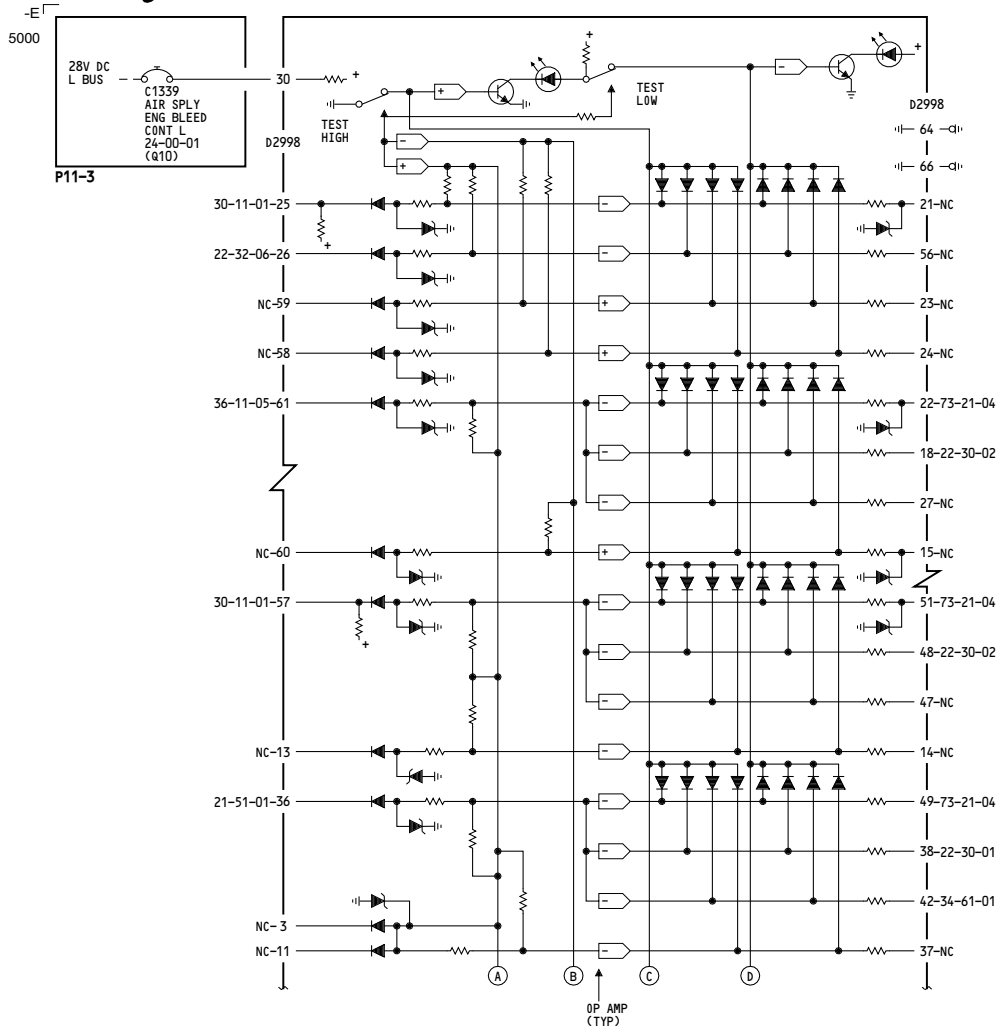 -E
5000
28V DC
L BUS
C1339
AIR SPLY
ENG BLEED
CONT L
24-00-01
(Q10)
P11-3
30
+
TEST
HIGH
D2998
+
-
+
+
TEST
LOW
-
+
D2998
64
66
30-11-01-25
+
-
21-NC
22-32-06-26
-
56-NC
NC-59
+
23-NC
NC-58
+
24-NC
36-11-05-61
-
22-73-21-04
-
18-22-30-02
-
27-NC
NC-60
+
15-NC
30-11-01-57
+
-
51-73-21-04
-
48-22-30-02
-
47-NC
NC-13
-
14-NC
21-51-01-36
-
49-73-21-04
-
38-22-30-01
-
42-34-61-01
NC-3
NC-11
-
37-NC
A
B
C
D
OP AMP
(TYP)